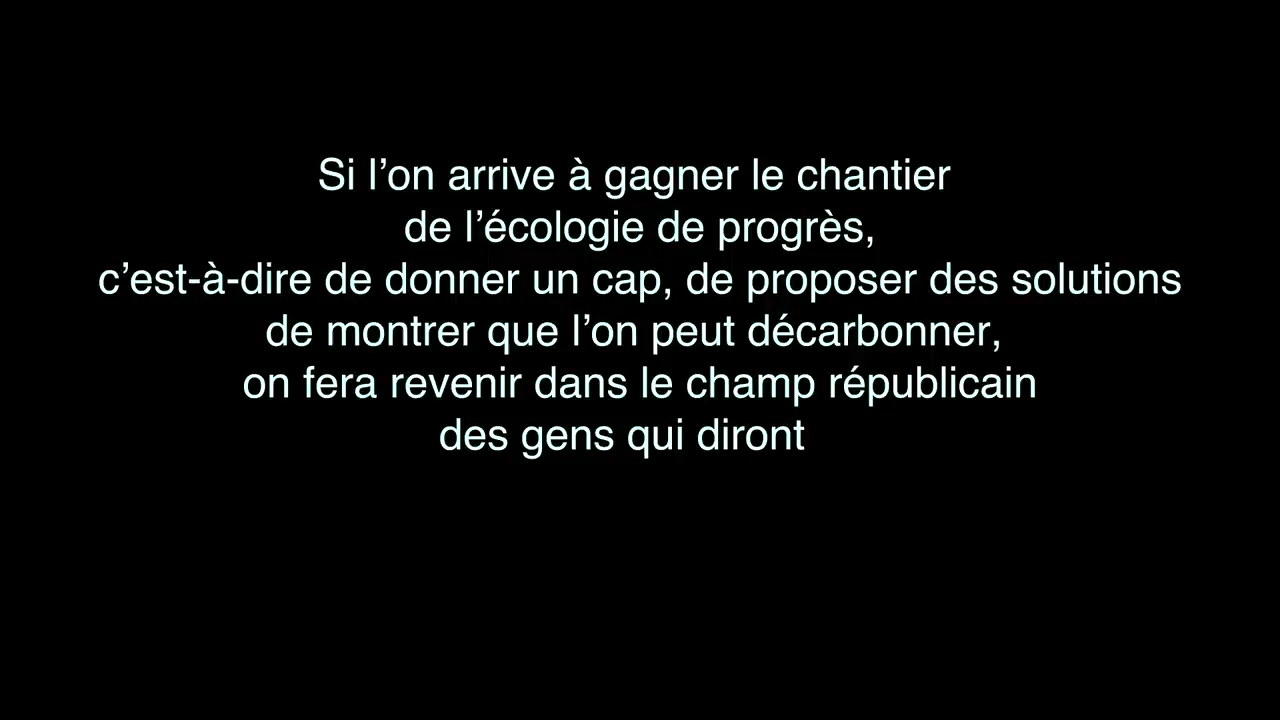 Si l’on arrive à gagner le chantier
de l’écologie de progrès,
c’est-à-dire de donner un cap, de proposer des solutions
de montrer que l’on peut décarbonner,
on fera revenir dans le champ républicain
des gens qui diront